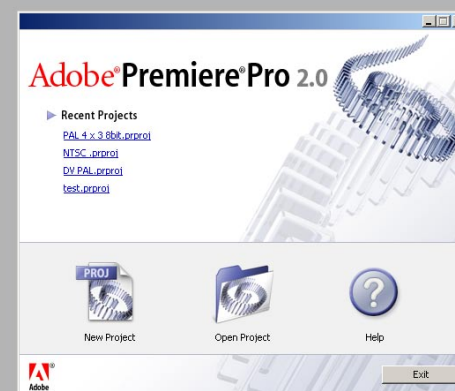 Adobe® Premiere® Pro 2.0
Recent Projects
PAL 4 x 3 8bit.prproj
NTSC .prproj
DV PAL.prproj
test.prproj
PROJ
New Project
Open Project
?
Help
Adobe
Exit